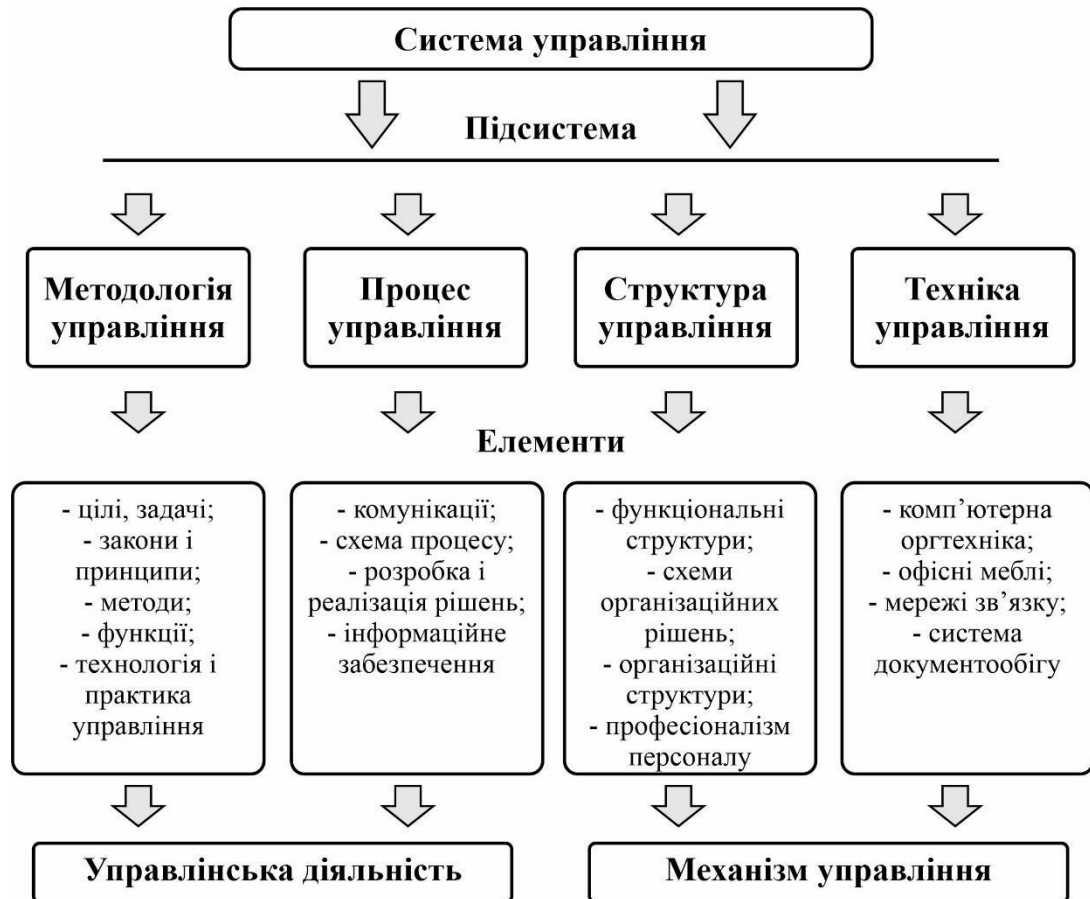 Система управління
Підсистема
Методологія
управління
Процес
управління
Структура
управління
Техніка
управління
Елементи
- цілі, задачі;
- закони і
принципи;
- методи;
- функції;
- технологія і
практика
управління
- комунікації;
- схема процесу;
- розробка і
реалізація рішень;
- інформаційне
забезпечення
- функціональні
структури;
- схеми
організаційних
рішень;
- організаційні
структури;
- професіоналізм
персоналу
- комп’ютерна
оргтехніка;
- офісні меблі;
- мережі зв’язку;
- система
документообігу
Управлінська діяльність
Механізм управління